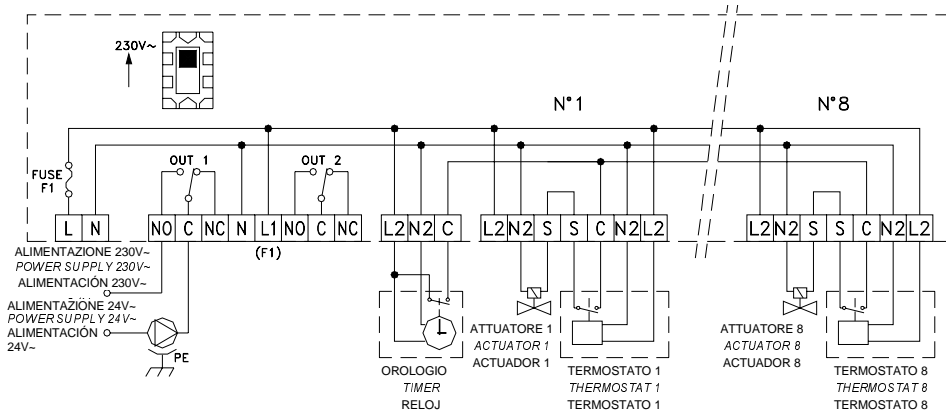 230V~
N°1
N°8
FUSE
F1
OUT 1
OUT 2
L N
NO C NC N L1 NO C NC
L2 N2 C
L2 N2 S S C N2 L2
L2 N2 S S C N2 L2
(F1)
ALIMENTAZIONE 230V~
POWER SUPPLY 230V~
ALIMENTACIÓN 230V~
ALIMENTAZIONE 24V~
POWER SUPPLY 24V~
ALIMENTACIÓN
24V~
PE
OROLOGIO
TIMER
RELOJ
ATTUATORE 1
ACTUATOR 1
ACTUADOR 1
TERMOSTATO 1
THERMOSTAT 1
TERMOSTATO 1
ATTUATORE 8
ACTUATOR 8
ACTUADOR 8
TERMOSTATO 8
THERMOSTAT 8
TERMOSTATO 8